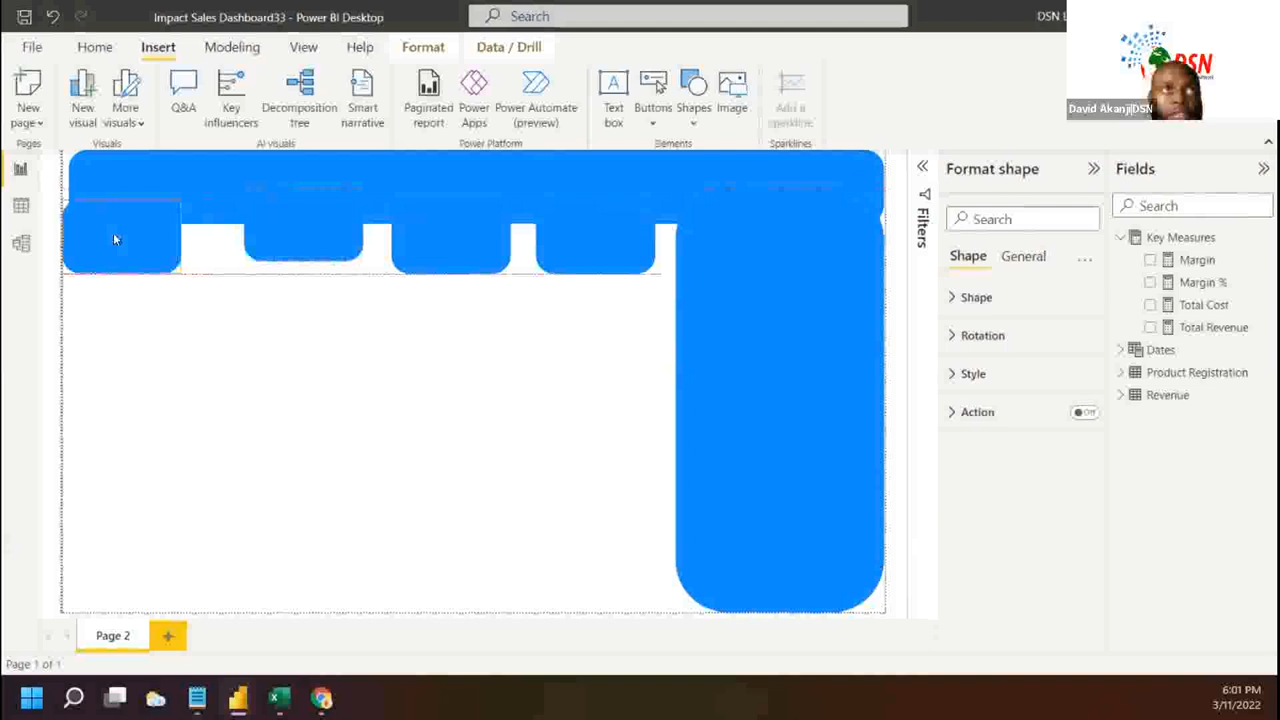 Impact Sales Dashboard33 - Power BI Desktop
Search
DSN L
File Home Insert Modeling View Help Format Data / Drill
New page
New visual
More visuals
Q&A
Key influencers
Decomposition tree
Smart narrative
Paginated report
Power Apps
Power Automate (preview)
Text box
Buttons
Shapes
Image
Add a sparkline
Pages
Visuals
AI visuals
Power Platform
Elements
Sparklines
DSN
David Akanji|DSN
Filters
Format shape
Search
Shape General ...
Shape
Rotation
Style
Action Off
Fields
Search
Key Measures
Margin
Margin %
Total Cost
Total Revenue
Dates
Product Registration
Revenue
Page 2
Page 1 of 1
6:01 PM
3/11/2022